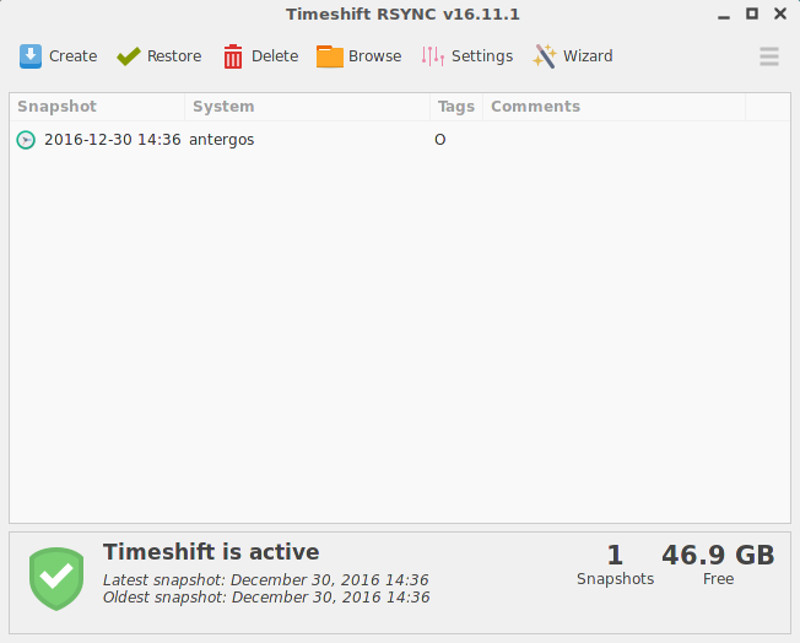 Timeshift RSYNC v16.11.1
Create Restore Delete Browse Settings Wizard
Snapshot System Tags Comments
2016-12-30 14:36 antergos O
Timeshift is active
Latest snapshot: December 30, 2016 14:36
Oldest snapshot: December 30, 2016 14:36
1 46.9 GB
Snapshots Free